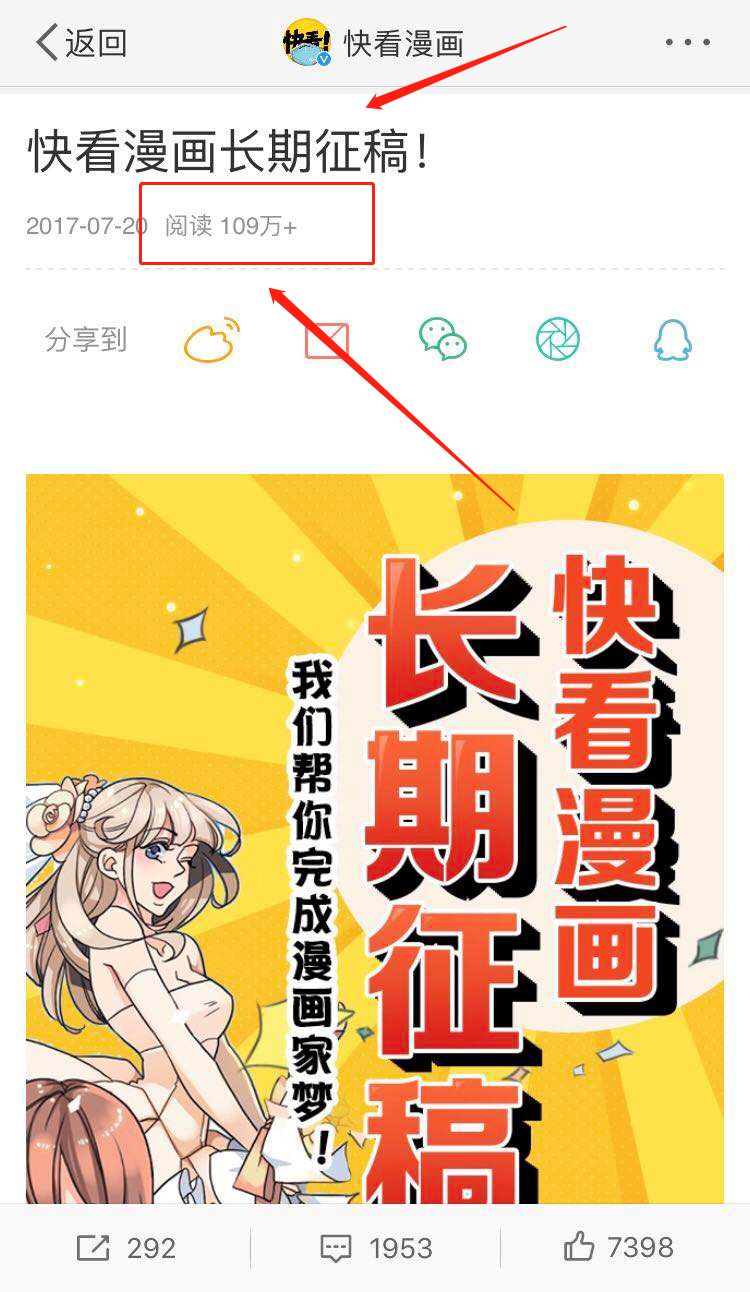 返回
快看!
快看漫画
快看漫画长期征稿!
2017-07-20 阅读 109万+
分享到
快看漫画
长期征稿
我们帮你完成漫画家梦!
292
1953
7398